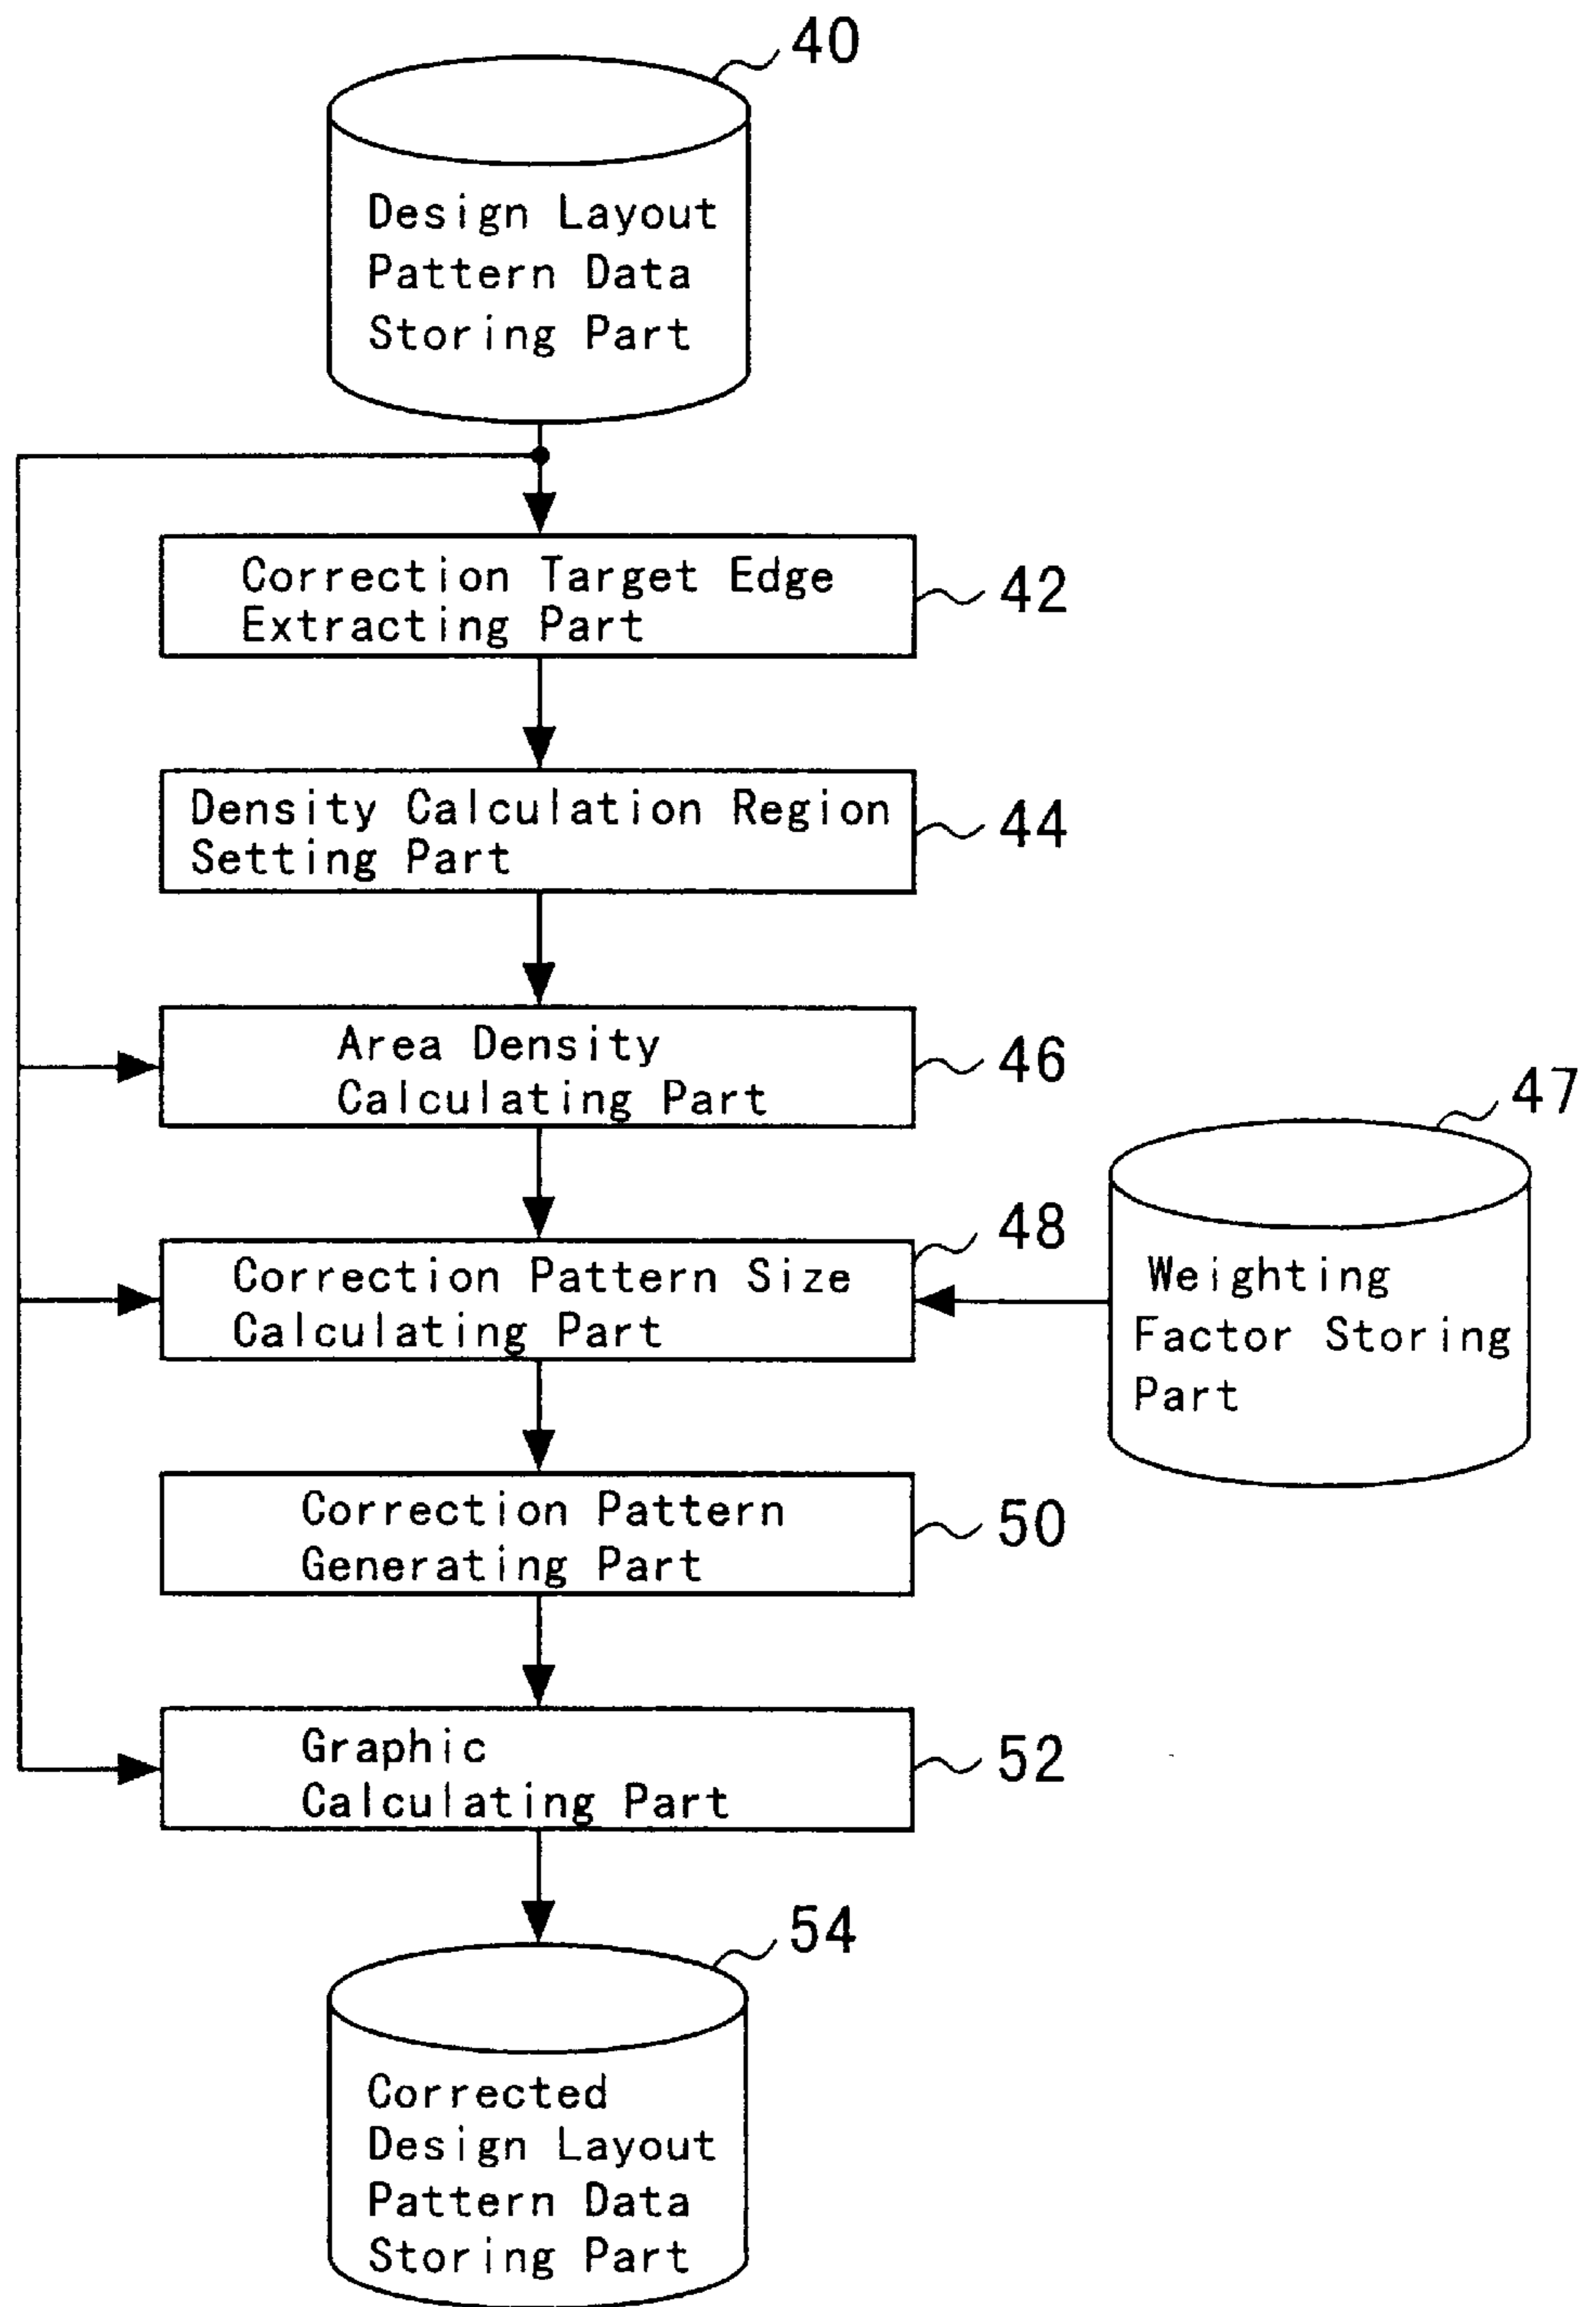 40
Design Layout
Pattern Data
Storing Part
Correction Target Edge
Extracting Part
42
Density Calculation Region
Setting Part
44
Area Density
Calculating Part
46
47
Weighting
Factor Storing
Part
Correction Pattern Size
Calculating Part
48
Correction Pattern
Generating Part
50
Graphic
Calculating Part
52
54
Corrected
Design Layout
Pattern Data
Storing Part